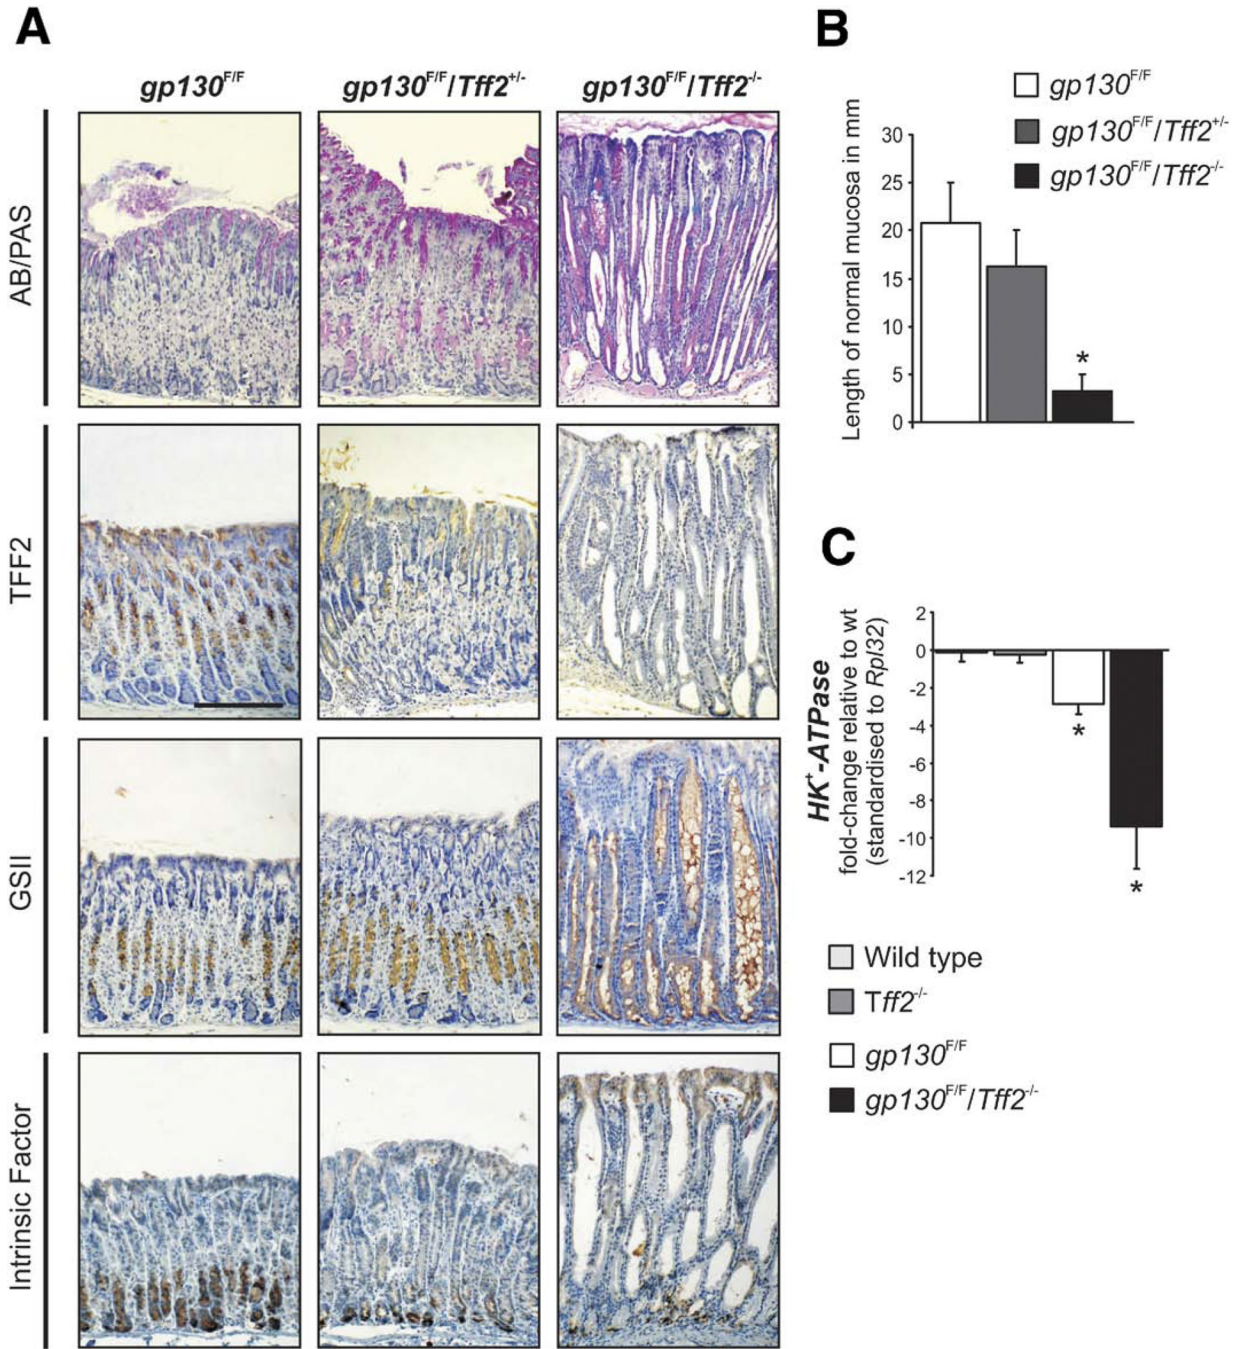 A
gp130F/F
gp130F/F/Tff2+/-
gp130F/F/Tff2-/-
AB/PAS
TFF2
GSII
Intrinsic Factor
B
gp130F/F
gp130F/F/Tff2+/-
gp130F/F/Tff2-/-
Length of normal mucosa in mm
30
25
20
15
10
5
0
*
C
HK+-ATPase
fold-change relative to wt
(standardised to Rpl32)
2
0
-2
-4
-6
-8
-10
-12
*
*
Wild type
Tff2-/-
gp130F/F
gp130F/F/Tff2-/-